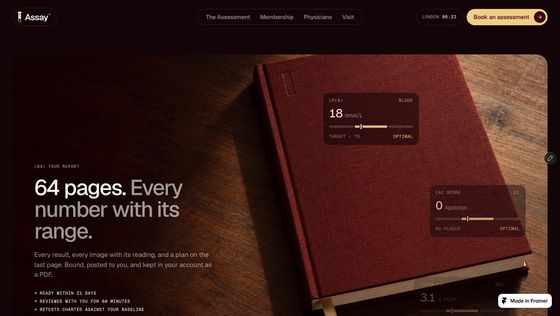 Assay
The Assessment Membership Physicians Visit
LONDON 06:23
Book an assessment
LP(A) BLOOD
18 nmol/L
TARGET < 75 OPTIMAL
(04) YOUR REPORT
64 pages. Every
number with its
range.
CAC SCORE CT
0 Agatston
NO PLAQUE OPTIMAL
Every result, every image with its reading, and a plan on the
last page. Bound, posted to you, and kept in your account as
a PDF.
+ READY WITHIN 21 DAYS
+ REVIEWED WITH YOU FOR 60 MINUTES
+ RETESTS CHARTED AGAINST YOUR BASELINE
MRI
3.1
Made in Framer